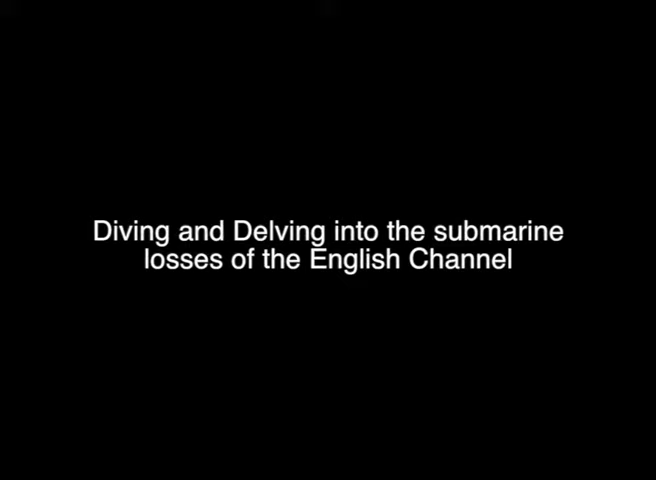 Diving and Delving into the submarine
losses of the English Channel